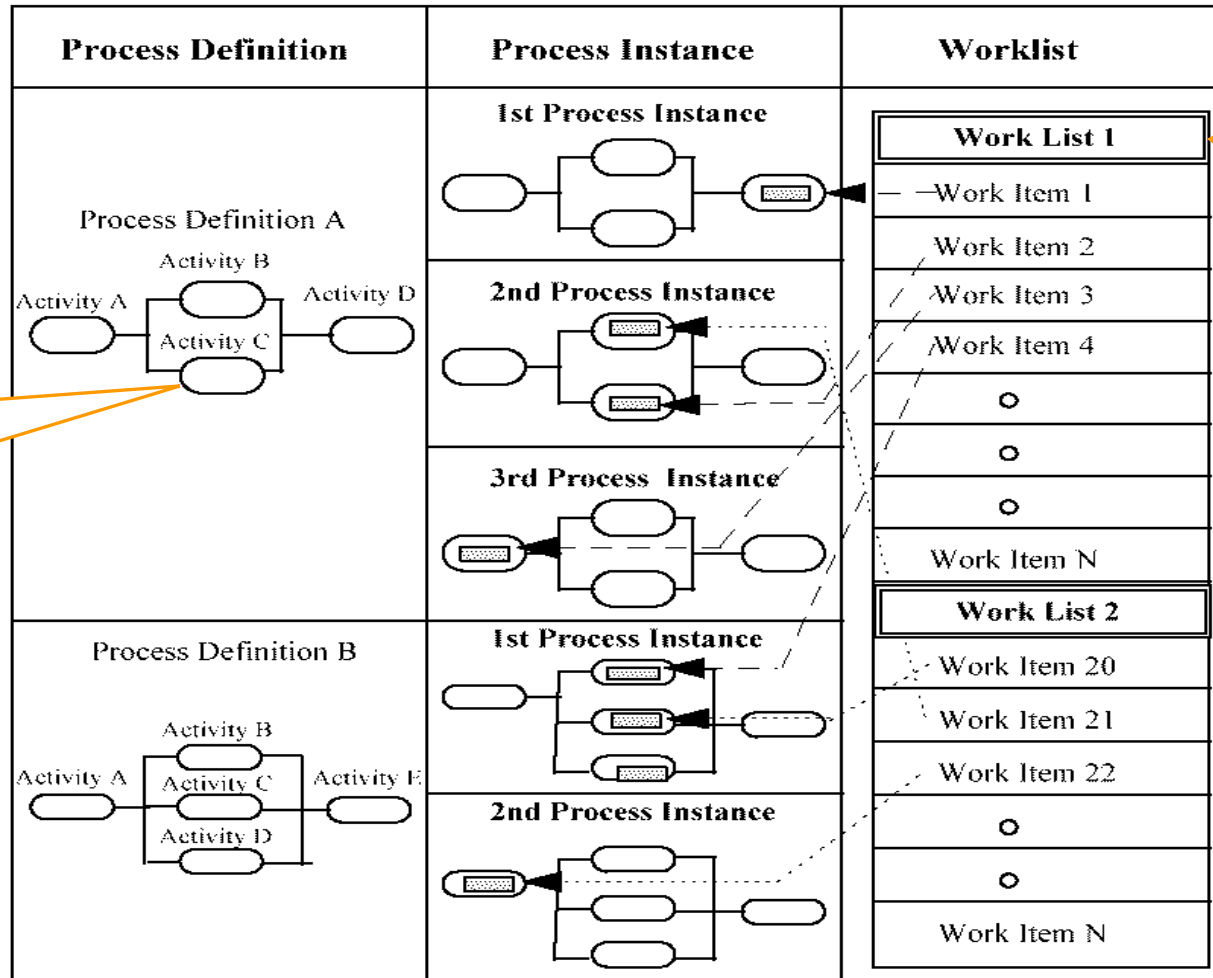 Process Definition
Process Instance
Worklist
Process Definition A
Activity A
Activity B
Activity C
Activity D
Process Definition B
Activity A
Activity B
Activity C
Activity D
Activity E
1st Process Instance
2nd Process Instance
3rd Process Instance
1st Process Instance
2nd Process Instance
Work List 1
Work Item 1
Work Item 2
Work Item 3
Work Item 4
Work Item N
Work List 2
Work Item 20
Work Item 21
Work Item 22
Work Item N